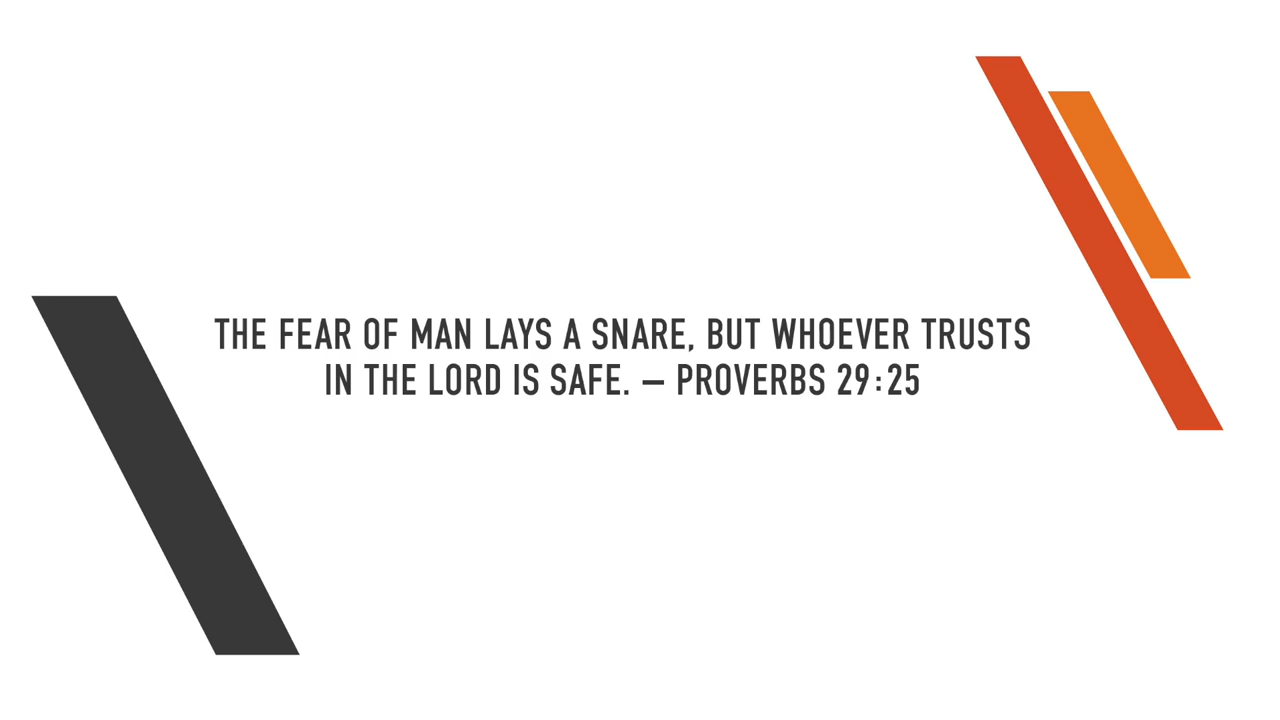 THE FEAR OF MAN LAYS A SNARE, BUT WHOEVER TRUSTS
IN THE LORD IS SAFE. – PROVERBS 29:25